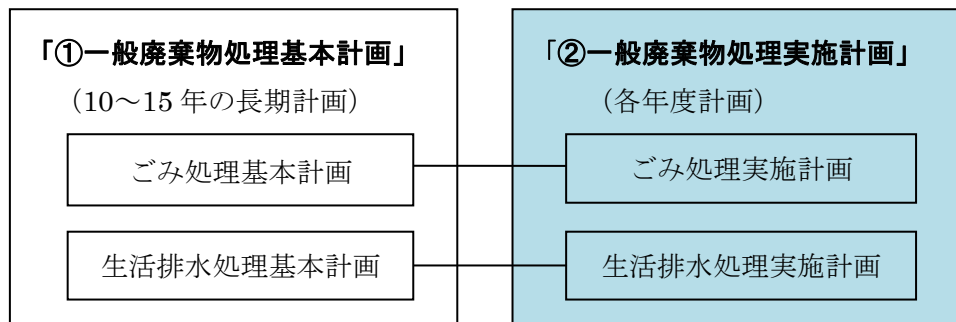 「①一般廃棄物処理基本計画」
（10～15 年の長期計画）
ごみ処理基本計画
生活排水処理基本計画
「②一般廃棄物処理実施計画」
（各年度計画）
ごみ処理実施計画
生活排水処理実施計画